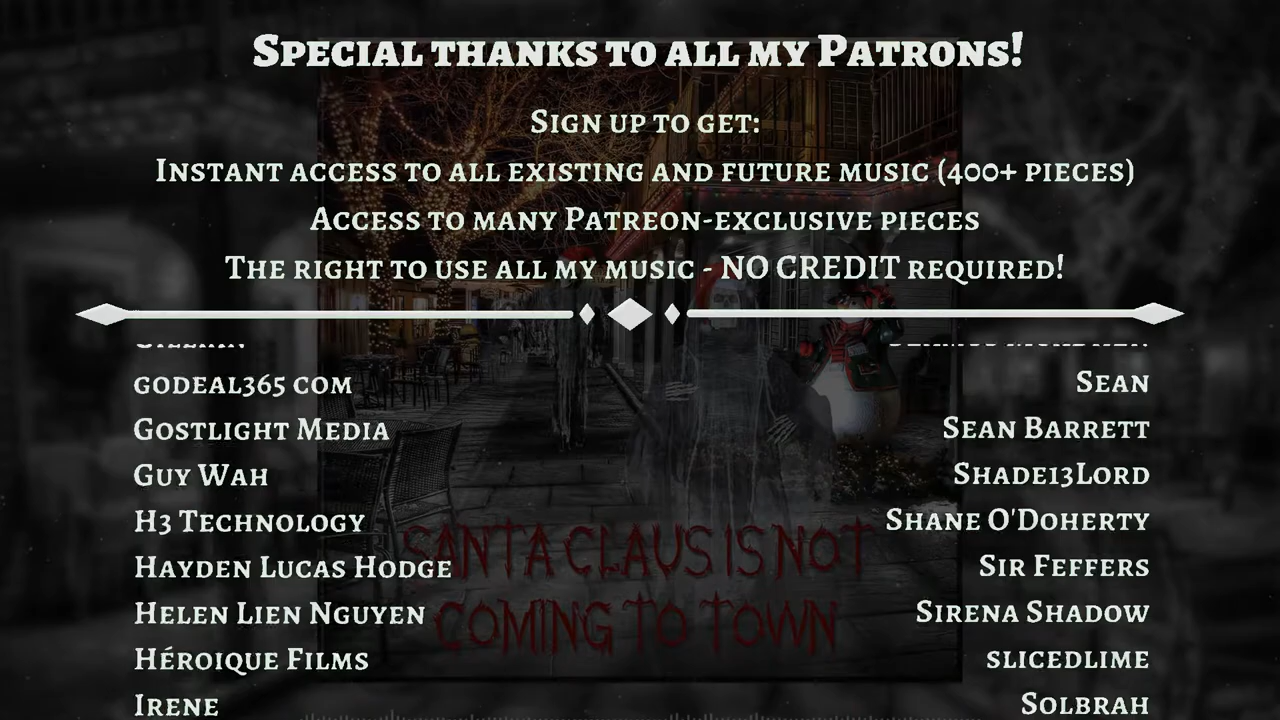 Special thanks to all my Patrons!
Sign up to get:
Instant access to all existing and future music (400+ pieces)
Access to many Patreon-exclusive pieces
The right to use all my music - NO CREDIT required!
godeal365 com
Gostlight Media
Guy Wah
H3 Technology
Hayden Lucas Hodge
Helen Lien Nguyen
Héroique Films
Irene
Sean
Sean Barrett
Shade13Lord
Shane O'Doherty
Sir Feffers
Sirena Shadow
slicedlime
Solbrah
SANTA CLAUS IS NOT
COMING TO TOWN